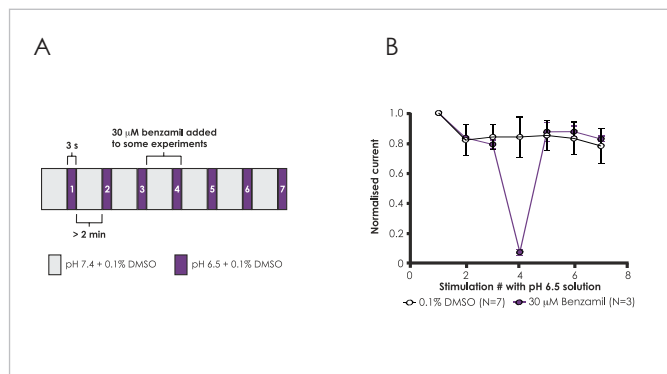 A
30 µM benzamil added
to some experiments
3 s
1 2 3 4 5 6 7
> 2 min
pH 7.4 + 0.1% DMSO
pH 6.5 + 0.1% DMSO
B
Normalised current
1.0
0.8
0.6
0.4
0.2
0
0 2 4 6 8
Stimulation # with pH 6.5 solution
0.1% DMSO (N=7)
30 µM Benzamil (N=3)